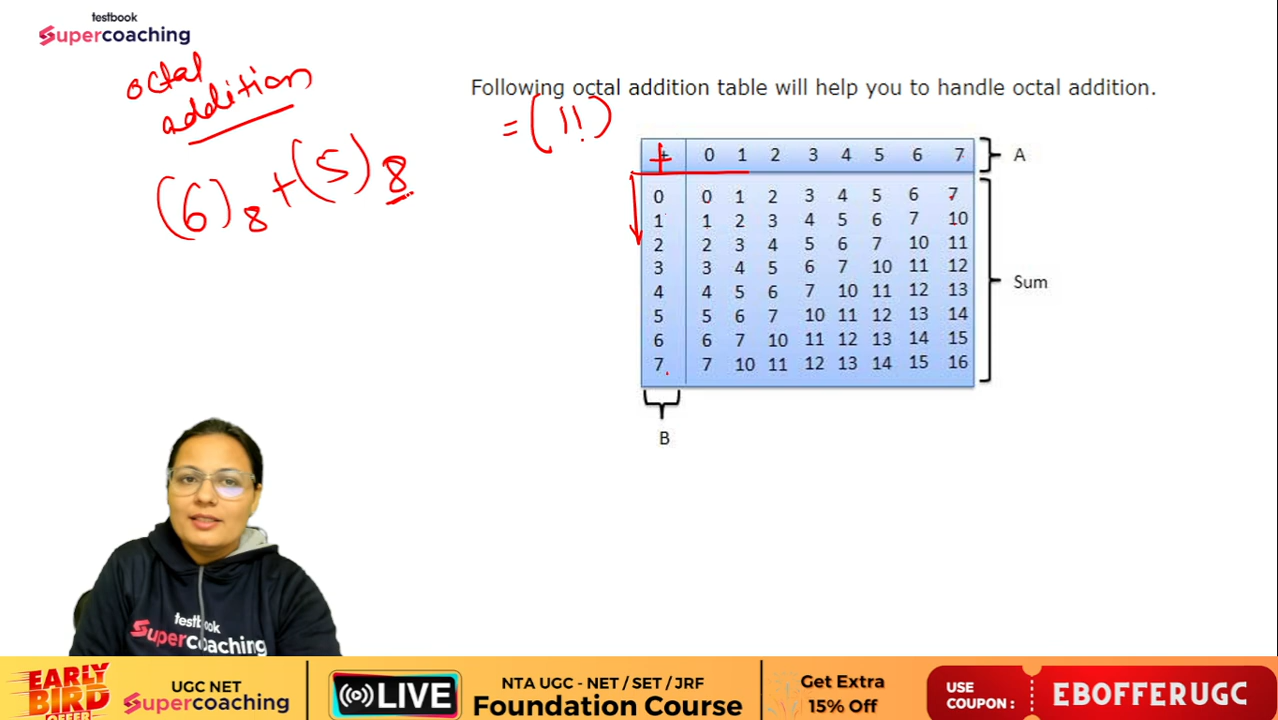 testbook
Supercoaching
octal
addition
(6)8 + (5)8
= (11)
Following octal addition table will help you to handle octal addition.
+ 0 1 2 3 4 5 6 7
A
0 0 1 2 3 4 5 6 7
1 1 2 3 4 5 6 7 10
2 2 3 4 5 6 7 10 11
3 3 4 5 6 7 10 11 12
4 4 5 6 7 10 11 12 13
5 5 6 7 10 11 12 13 14
6 6 7 10 11 12 13 14 15
7 7 10 11 12 13 14 15 16
Sum
B
testbook
Supercoaching
EARLY
BIRD
OFFER
UGC NET
Supercoaching
LIVE
NTA UGC - NET / SET / JRF
Foundation Course
Get Extra
15% Off
USE
COUPON :
EBOFFERUGC